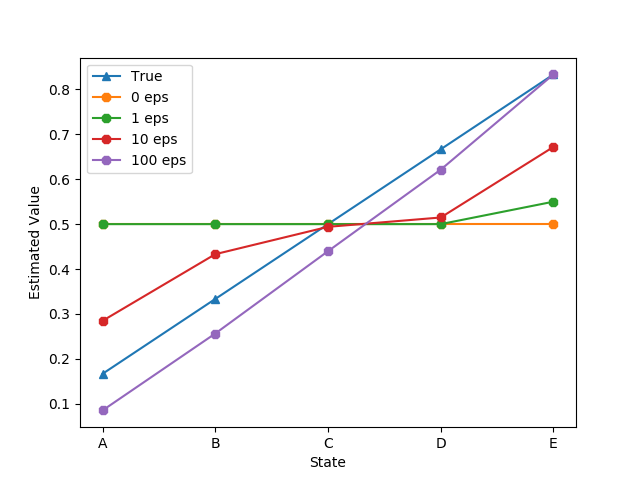 True
0 eps
1 eps
10 eps
100 eps
Estimated Value
0.8
0.7
0.6
0.5
0.4
0.3
0.2
0.1
A B C D E
State